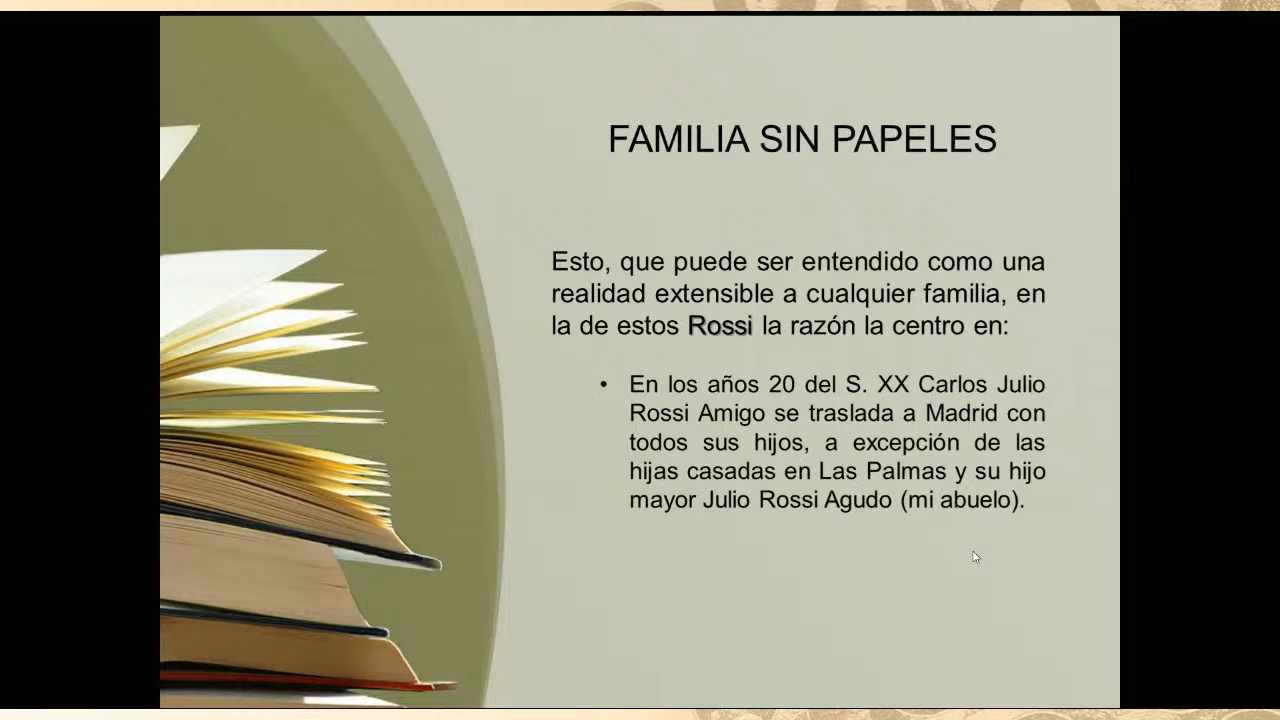 FAMILIA SIN PAPELES
Esto, que puede ser entendido como una
realidad extensible a cualquier familia, en
la de estos Rossi la razón la centro en:
• En los años 20 del S. XX Carlos Julio
Rossi Amigo se traslada a Madrid con
todos sus hijos, a excepción de las
hijas casadas en Las Palmas y su hijo
mayor Julio Rossi Agudo (mi abuelo).